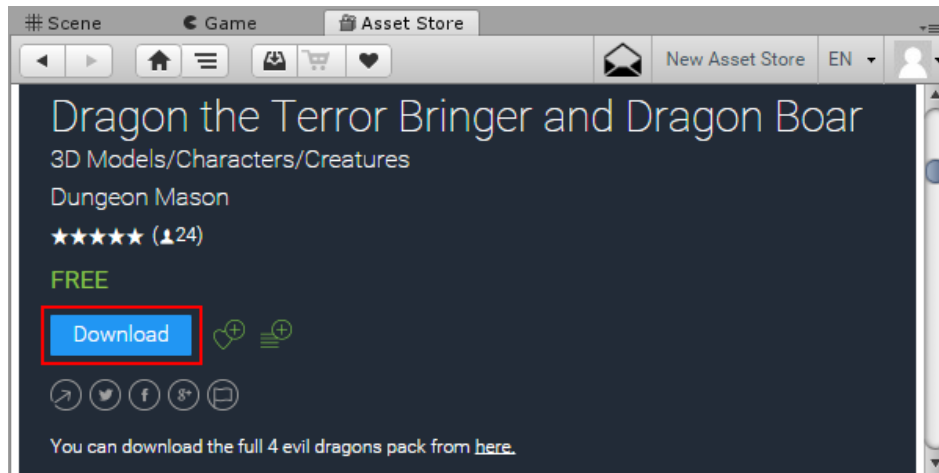 Scene Game Asset Store
New Asset Store EN
Dragon the Terror Bringer and Dragon Boar
3D Models/Characters/Creatures
Dungeon Mason
★★★★★ (24)
FREE
Download
You can download the full 4 evil dragons pack from here.